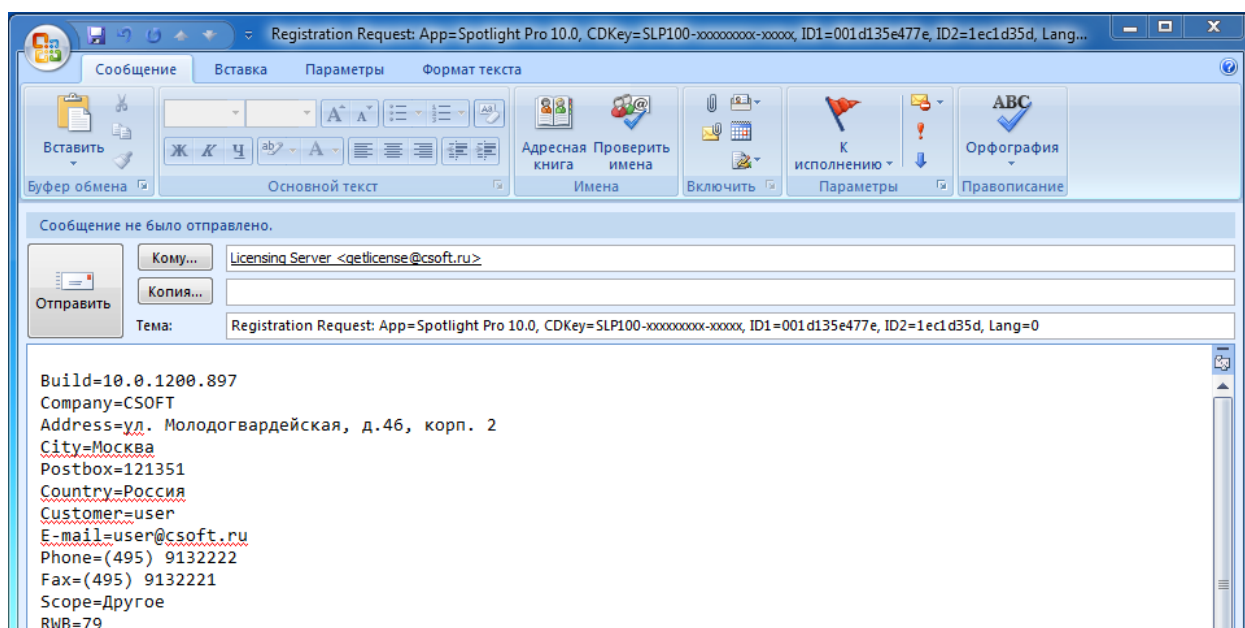 Registration Request: App=Spotlight Pro 10.0, CDKey=SLP100-xxxxxxxxx-xxxxx, ID1=001d135e477e, ID2=1ec1d35d, Lang...
Сообщение Вставка Параметры Формат текста
Вставить
Ж К Ч
Адресная книга
Проверить имена
К исполнению
ABC
Орфография
Буфер обмена Основной текст Имена Включить Параметры Правописание
Сообщение не было отправлено.
Отправить
Кому... Licensing Server <getlicense@csoft.ru>
Копия...
Тема: Registration Request: App=Spotlight Pro 10.0, CDKey=SLP100-xxxxxxxxx-xxxxx, ID1=001d135e477e, ID2=1ec1d35d, Lang=0
Build=10.0.1200.897
Company=CSOFT
Address=ул. Молодогвардейская, д.46, корп. 2
City=Москва
Postbox=121351
Country=Россия
Customer=user
E-mail=user@csoft.ru
Phone=(495) 9132222
Fax=(495) 9132221
Scope=Другое
RWB=79